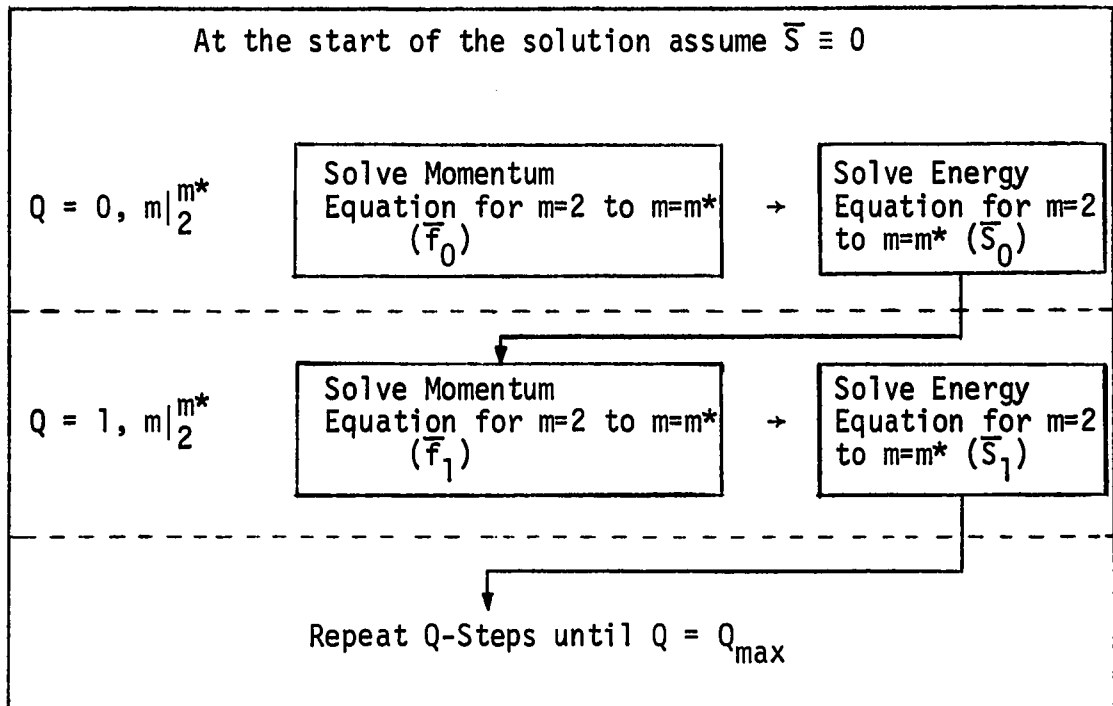 At the start of the solution assume S̅ ≡ 0
Q = 0, m|₂ᵐ*
Solve Momentum
Equation for m=2 to m=m*
(f̅₀)
→
Solve Energy
Equation for m=2
to m=m* (S̅₀)
Q = 1, m|₂ᵐ*
Solve Momentum
Equation for m=2 to m=m*
(f̅₁)
→
Solve Energy
Equation for m=2
to m=m* (S̅₁)
Repeat Q-Steps until Q = Q_max